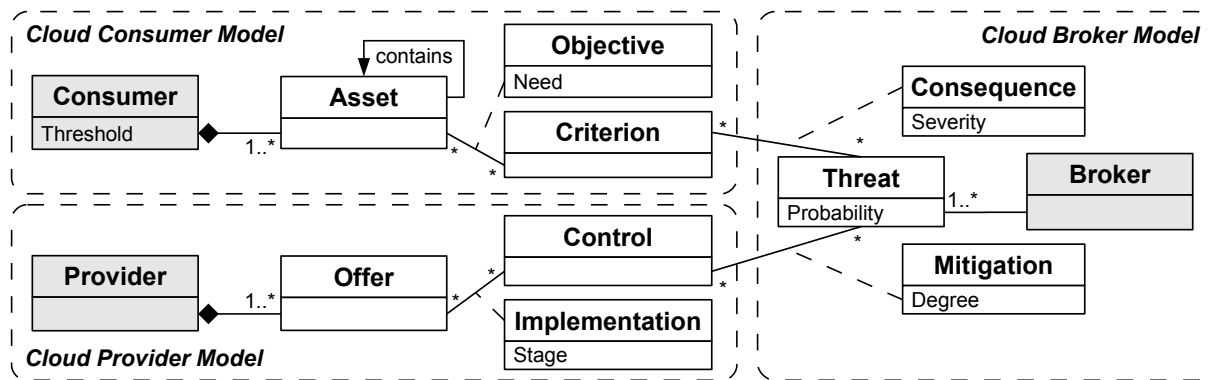 Cloud Consumer Model
Consumer
Threshold
1..*
Asset
contains
*
*
Objective
Need
Criterion
*
Cloud Broker Model
Consequence
Severity
*
Threat
Probability
*
1..*
Broker
Mitigation
Degree
Provider
1..*
Offer
*
*
Control
*
Implementation
Stage
Cloud Provider Model